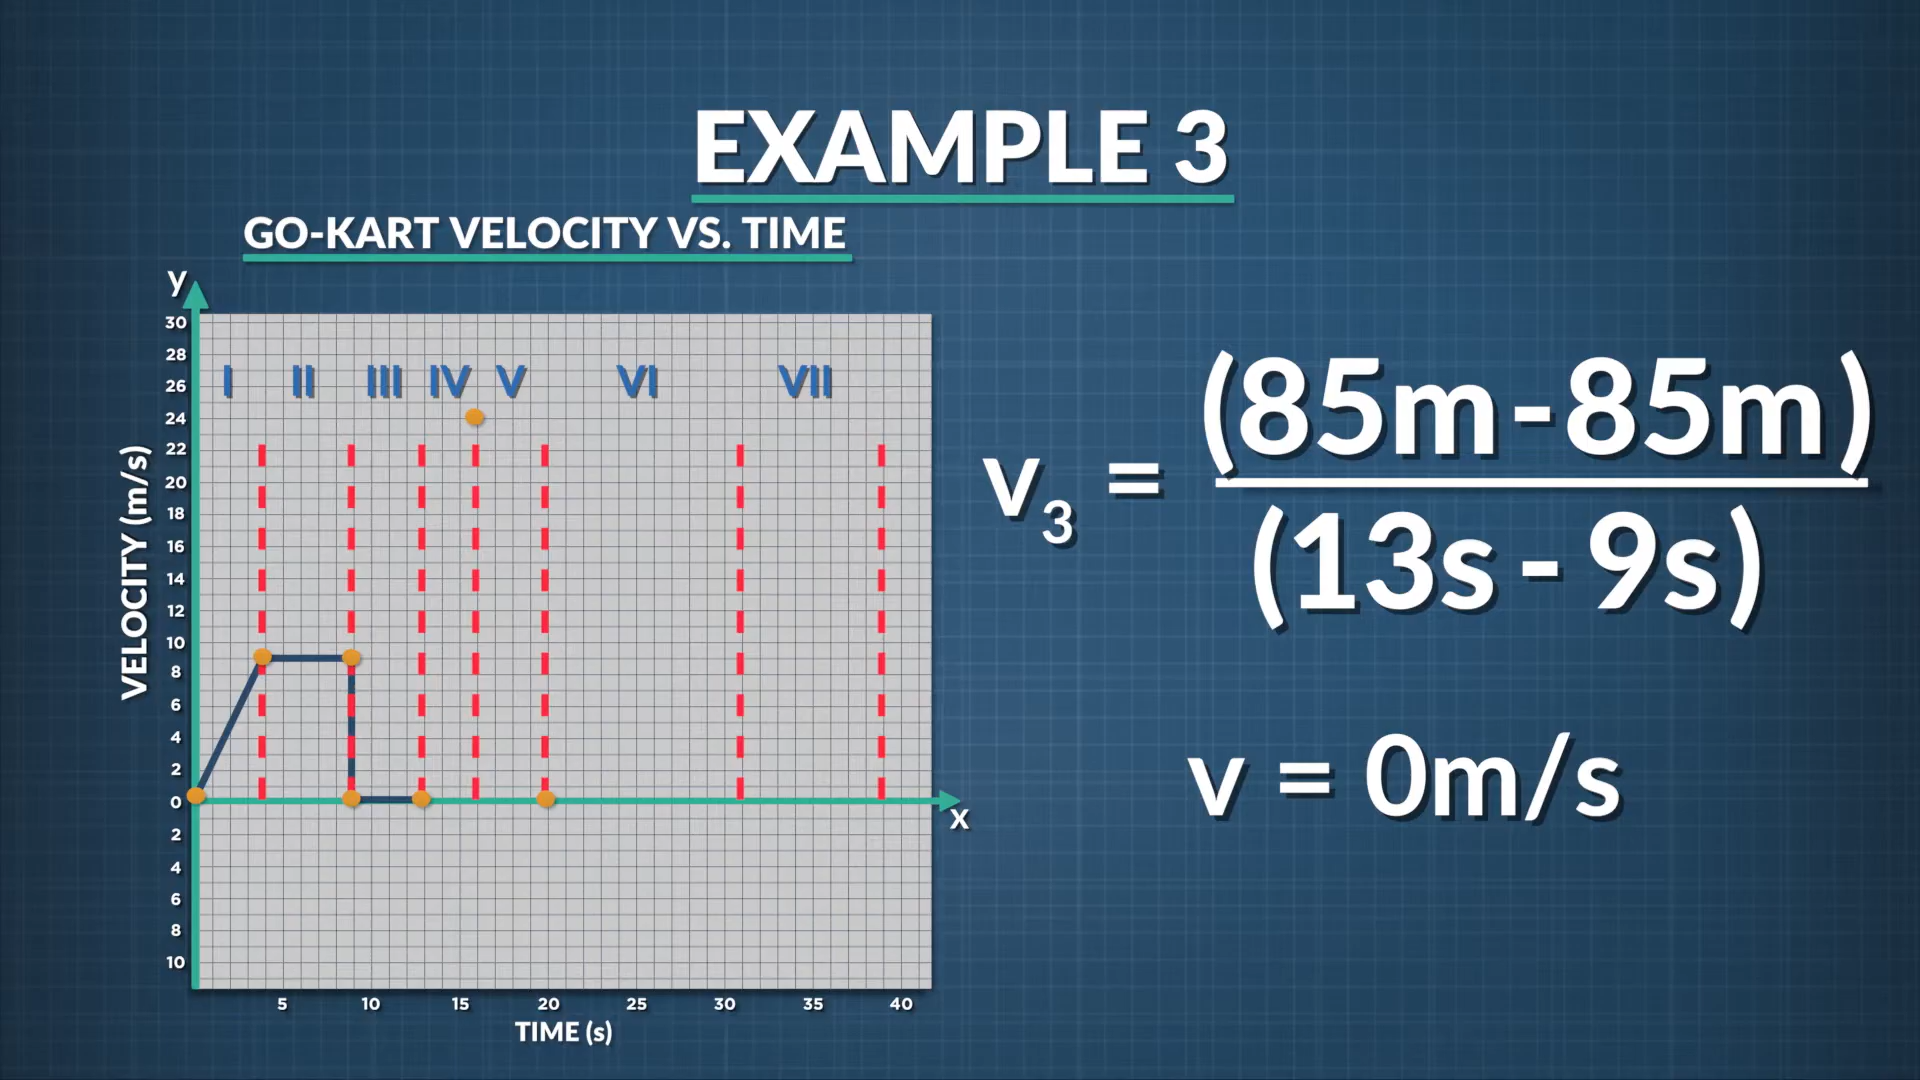 EXAMPLE 3
GO-KART VELOCITY VS. TIME
y
30
28
26
24
22
20
18
16
14
12
10
8
6
4
2
0
2
4
6
8
10
VELOCITY (m/s)
I II III IV V VI VII
x
5 10 15 20 25 30 35 40
TIME (s)
v3 = (85m - 85m)
(13s - 9s)
v = 0m/s